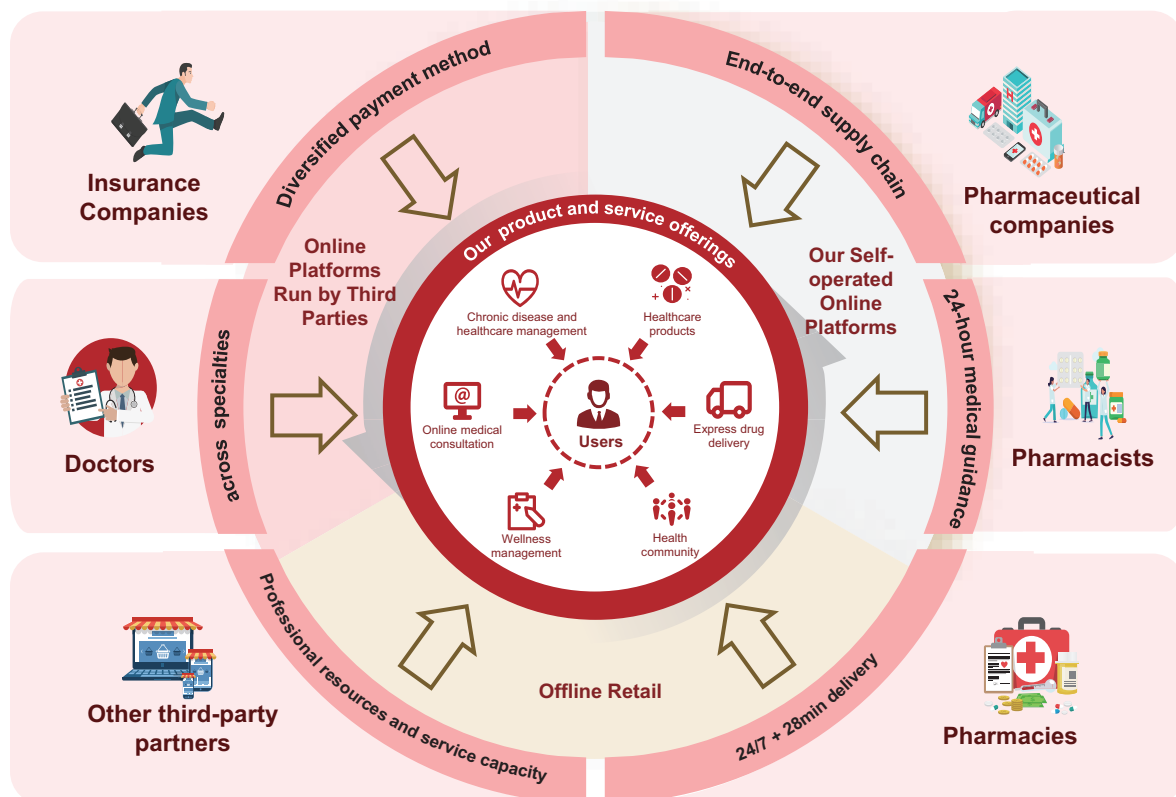 Diversified payment method
End-to-end supply chain
Insurance
Companies
Pharmaceutical
companies
Our product and service offerings
Online
Platforms
Run by Third
Parties
Our Self-
operated
Online
Platforms
Chronic disease and
healthcare management
Healthcare
products
across specialties
24-hour medical guidance
@
Online medical
consultation
Users
Express drug
delivery
Doctors
Pharmacists
Wellness
management
Health
community
Professional resources and service capacity
24/7 + 28min delivery
Offline Retail
Other third-party
partners
Pharmacies
H